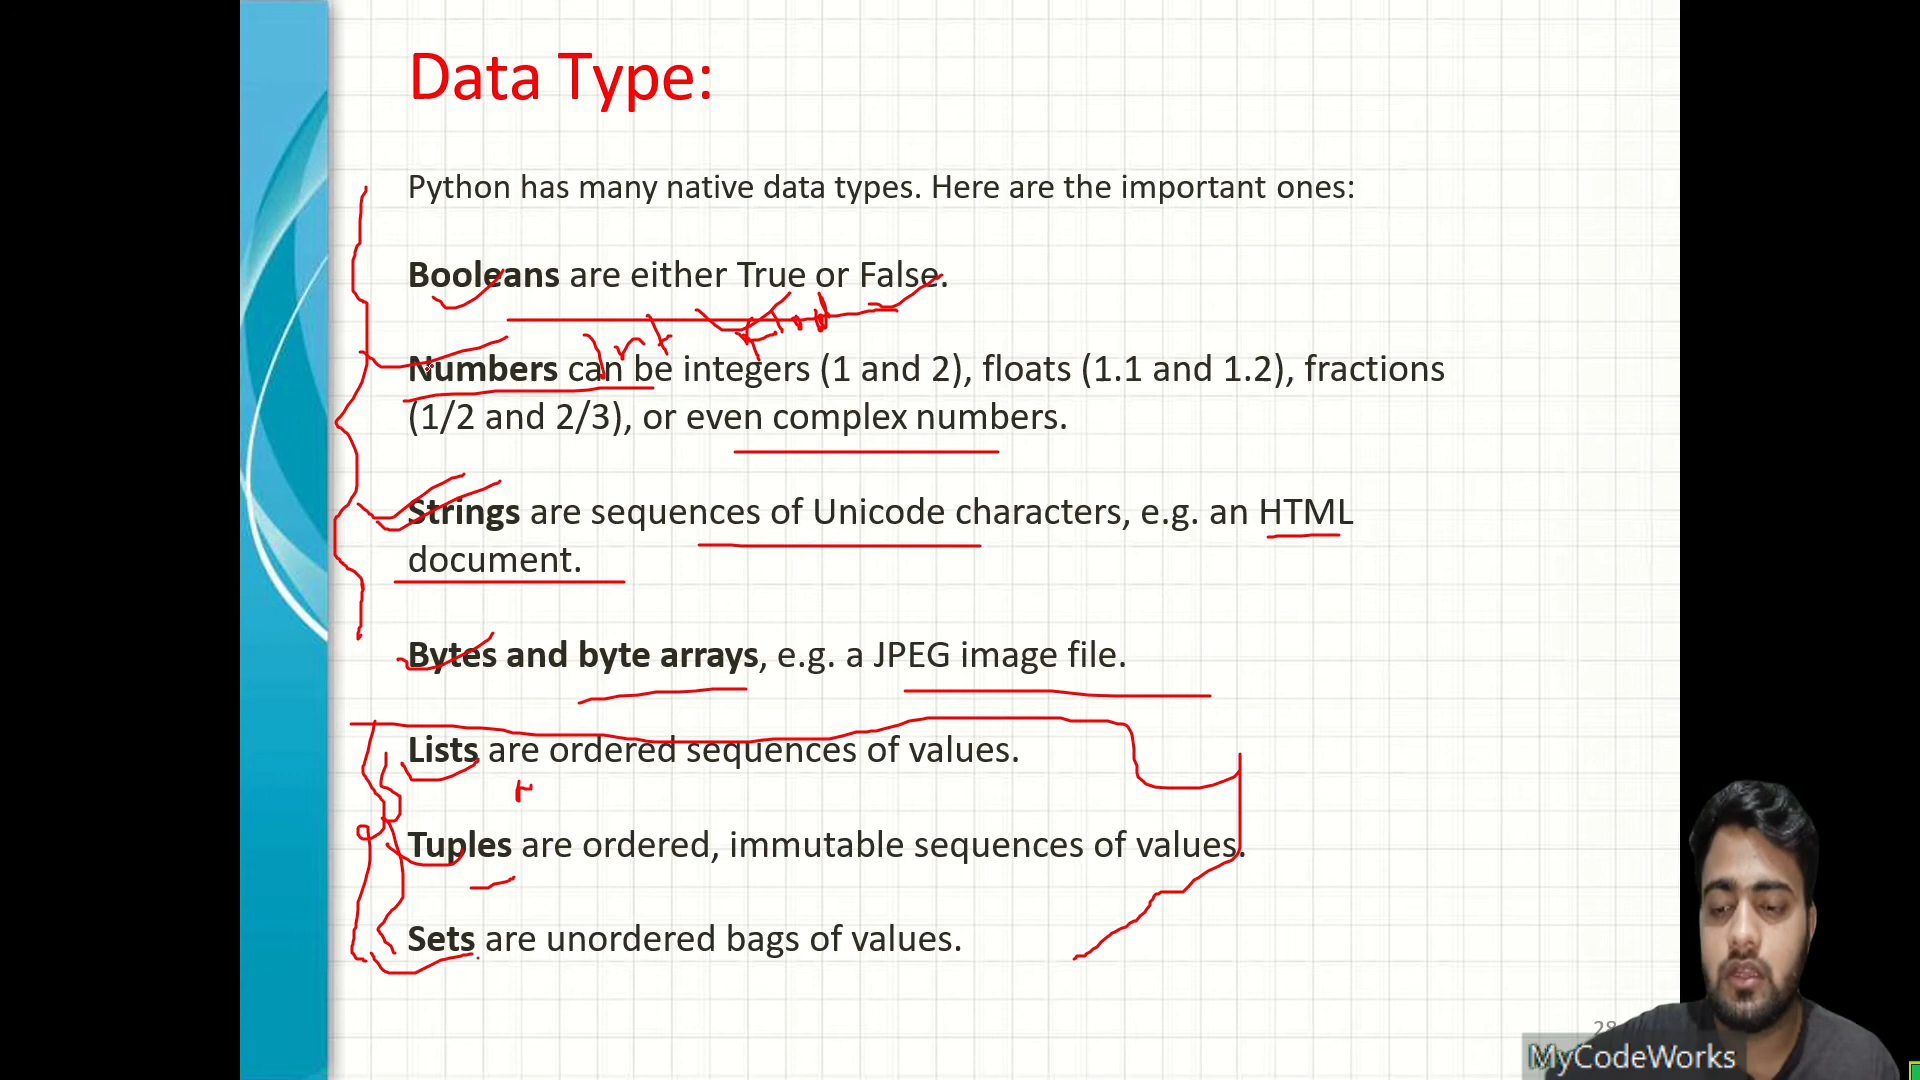 Data Type:
Python has many native data types. Here are the important ones:
Booleans are either True or False.
Int float
Numbers can be integers (1 and 2), floats (1.1 and 1.2), fractions
(1/2 and 2/3), or even complex numbers.
Strings are sequences of Unicode characters, e.g. an HTML
document.
Bytes and byte arrays, e.g. a JPEG image file.
Lists are ordered sequences of values.
Tuples are ordered, immutable sequences of values.
Sets are unordered bags of values.
28
MyCodeWorks